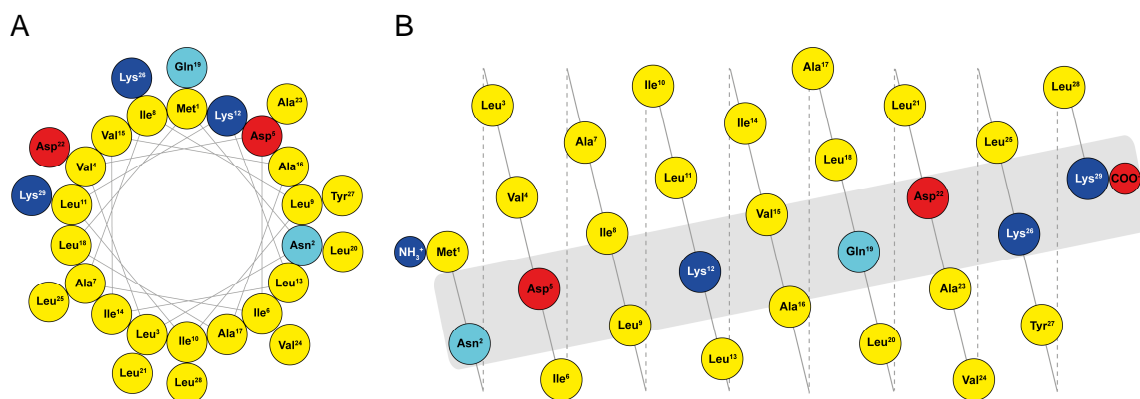 A
B
Gln¹⁹
Lys²⁶
Met¹
Ala²³
Ile⁸
Lys¹²
Val¹⁵
Asp⁵
Asp²²
Val⁴
Ala¹⁶
Lys²⁹
Leu¹¹
Leu⁹
Tyr²⁷
Leu¹⁸
Asn²
Leu²⁰
Ala⁷
Leu¹³
Leu²⁵
Ile¹⁴
Ile⁶
Leu³
Ile¹⁰
Ala¹⁷
Val²⁴
Leu²¹
Leu²⁸
NH₃⁺
Met¹
Asn²
Leu³
Val⁴
Asp⁵
Ile⁶
Ala⁷
Ile⁸
Leu⁹
Ile¹⁰
Leu¹¹
Lys¹²
Leu¹³
Ile¹⁴
Val¹⁵
Ala¹⁶
Ala¹⁷
Leu¹⁸
Gln¹⁹
Leu²⁰
Leu²¹
Asp²²
Ala²³
Val²⁴
Leu²⁵
Lys²⁶
Tyr²⁷
Leu²⁸
Lys²⁹
COO⁻